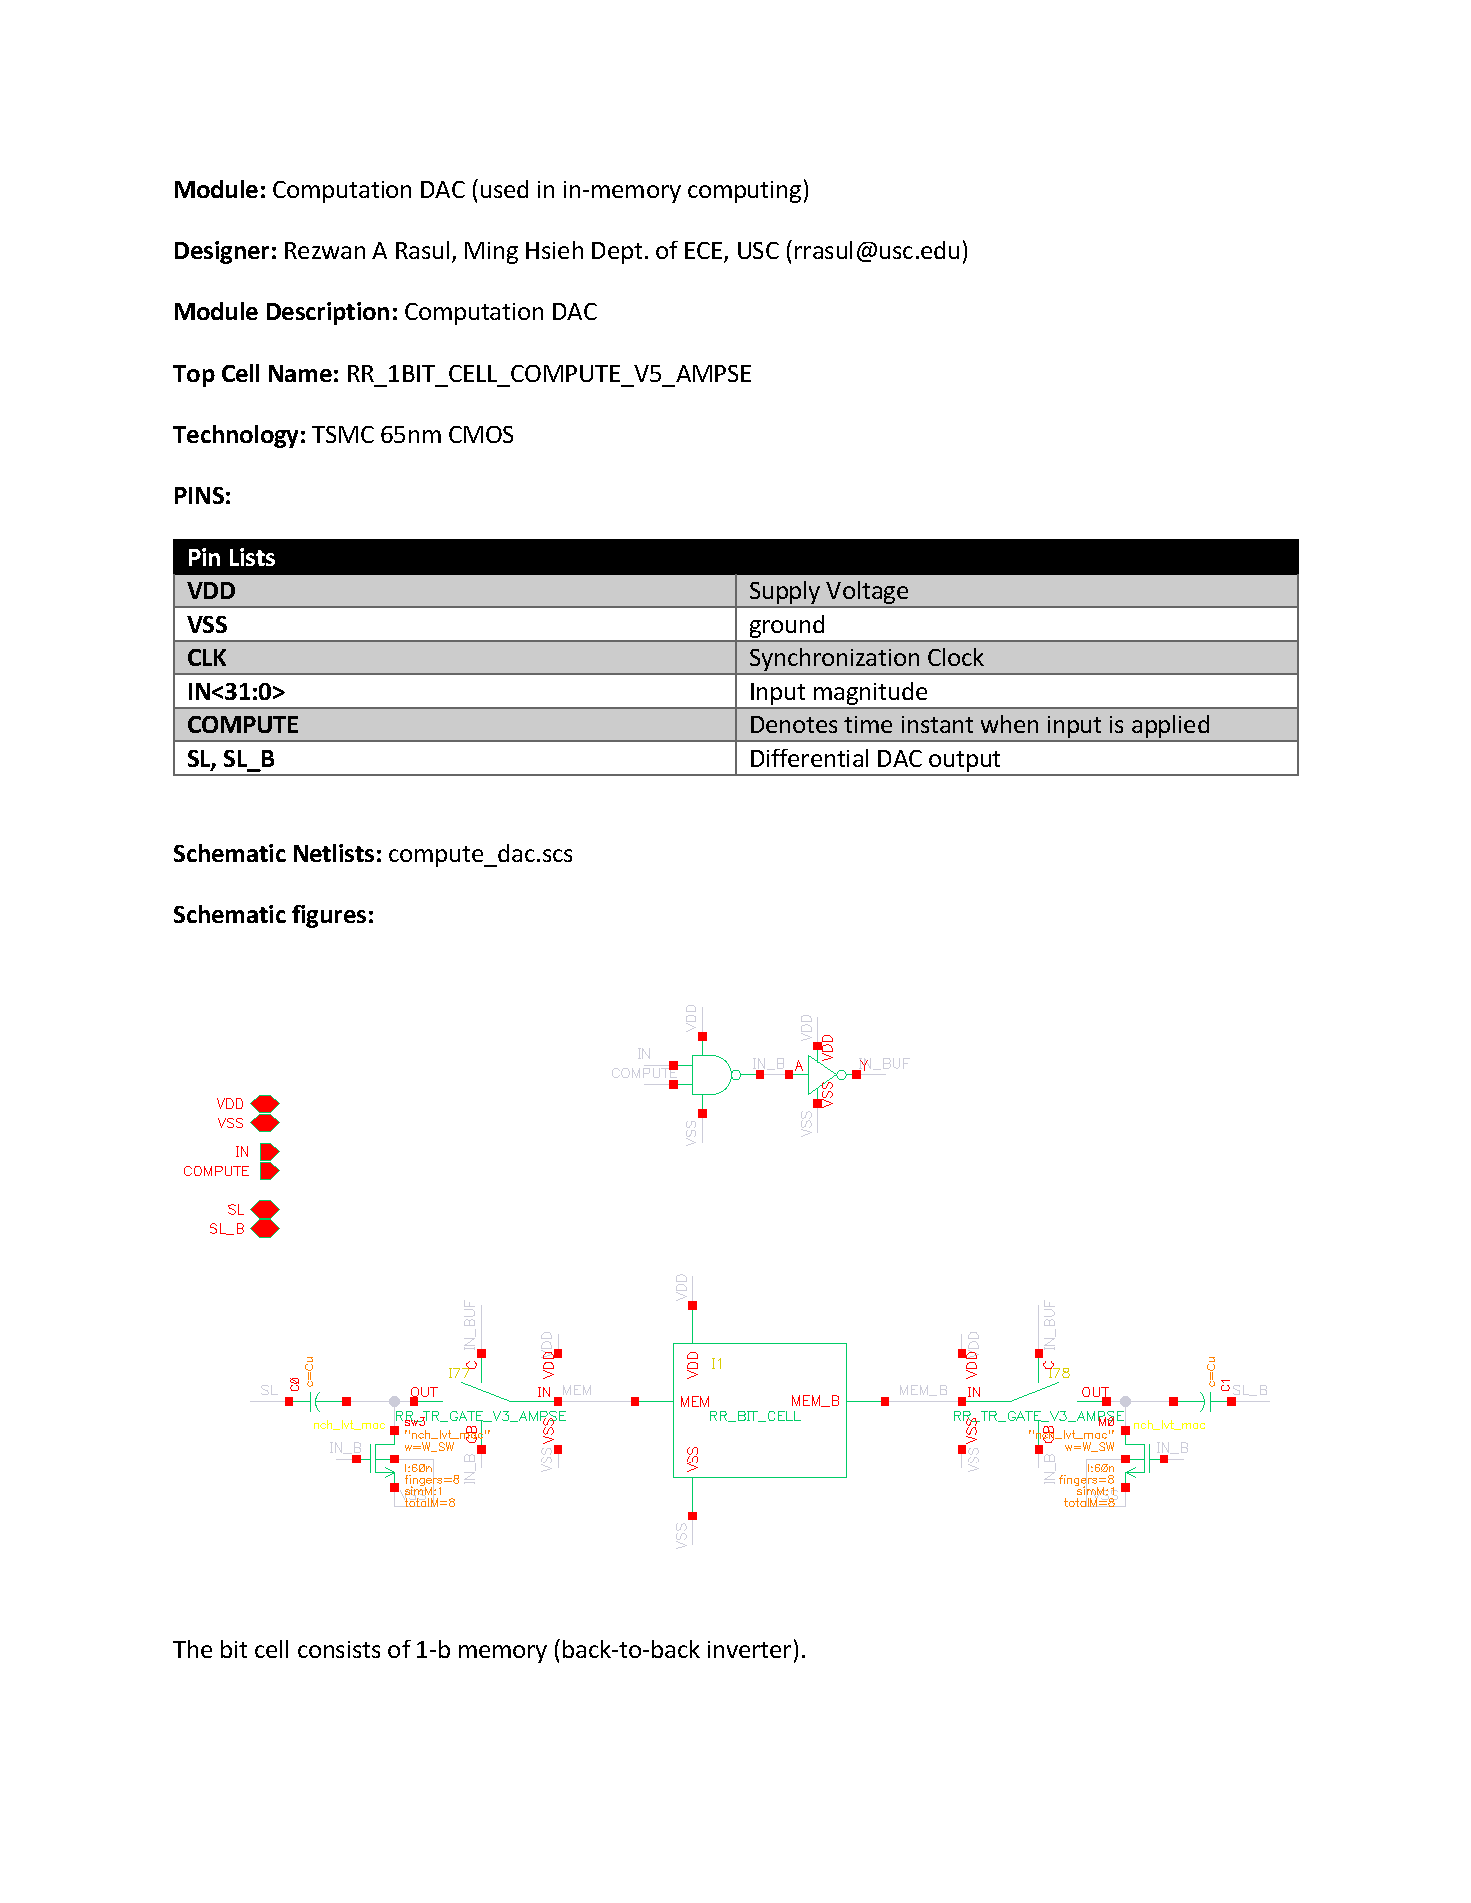 Module: Computation DAC (used in in-memory computing)
Designer: Rezwan A Rasul, Ming Hsieh Dept. of ECE, USC (rrasul@usc.edu)
Module Description: Computation DAC
Top Cell Name: RR_1BIT_CELL_COMPUTE_V5_AMPSE
Technology: TSMC 65nm CMOS
PINS:
Pin Lists
VDD Supply Voltage
VSS ground
CLK Synchronization Clock
IN<31:0> Input magnitude
COMPUTE Denotes time instant when input is applied
SL, SL_B Differential DAC output
Schematic Netlists: compute_dac.scs
Schematic figures:
VDD
VDD
VDD
IN
COMPUTE
IN_B
A
Y
IN_BUF
VSS
VSS
VSS
VDD
VSS
IN
COMPUTE
SL
SL_B
VDD
IN_BUF
VDD
VDD
C
I77
c=Cu
C0
SL
OUT
IN
MEM
RR_TR_GATE_V3_AMPSE
nch_lvt_mac
sw3
"nch_lvt_mac"
w=W_SW
l:60n
fingers=8
simM:1
totalM=8
IN_B
CB
IN_B
VSS
VSS
VDD
I1
MEM
MEM_B
RR_BIT_CELL
VSS
VSS
MEM_B
VDD
VDD
IN_BUF
C
I78
IN
OUT
c=Cu
C1
SL_B
RR_TR_GATE_V3_AMPSE
M0
nch_lvt_mac
"nch_lvt_mac"
w=W_SW
l:60n
fingers=8
simM:1
totalM=8
IN_B
CB
IN_B
VSS
VSS
The bit cell consists of 1-b memory (back-to-back inverter).